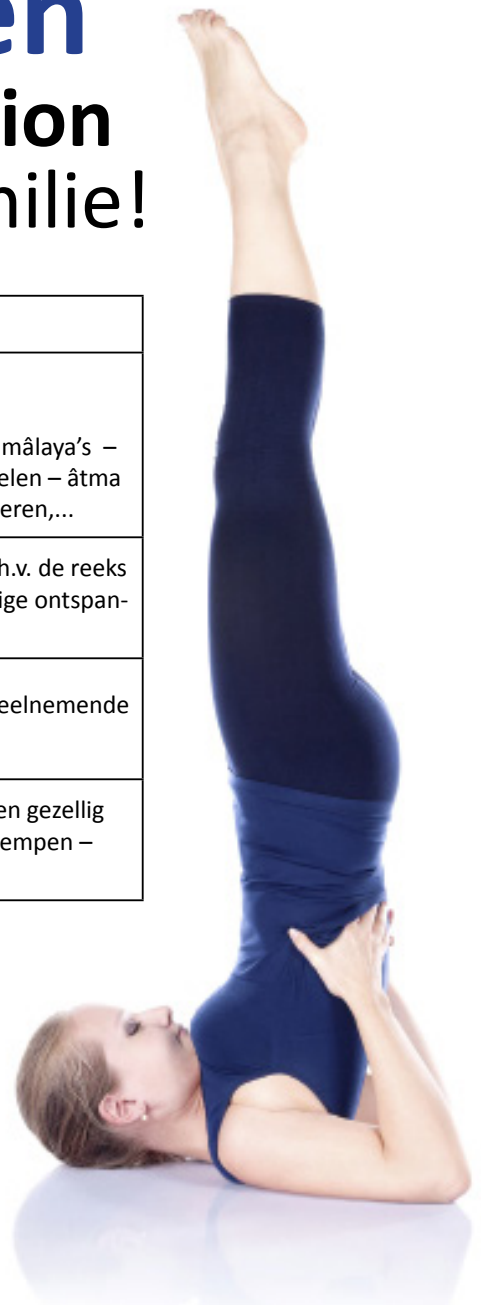 en
ion
nilie!
mâlaya’s –
elen – âtma
eren,...
h.v. de reeks
ige ontspan-
eelnemende
en gezellig
empen –